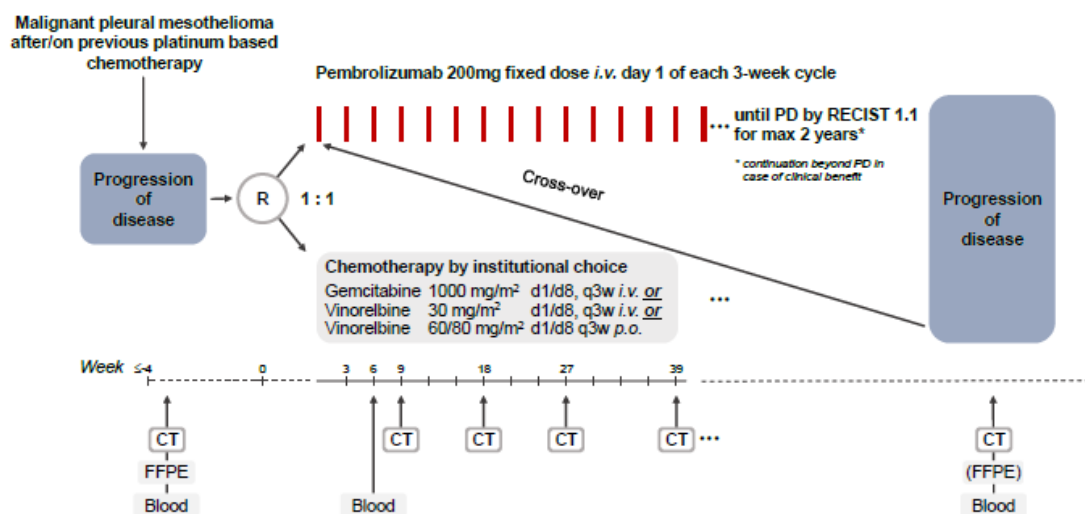 Malignant pleural mesothelioma
after/on previous platinum based
chemotherapy
Pembrolizumab 200mg fixed dose i.v. day 1 of each 3-week cycle
... until PD by RECIST 1.1
for max 2 years*
* continuation beyond PD in
case of clinical benefit
Progression
of
disease
R
1 : 1
Cross-over
Progression
of
disease
Chemotherapy by institutional choice
Gemcitabine 1000 mg/m² d1/d8, q3w i.v. or
Vinorelbine 30 mg/m² d1/d8, q3w i.v. or
Vinorelbine 60/80 mg/m² d1/d8 q3w p.o.
...
Week ≤-4 0 3 6 9 18 27 39
CT CT CT CT CT ... CT
FFPE (FFPE)
Blood Blood Blood